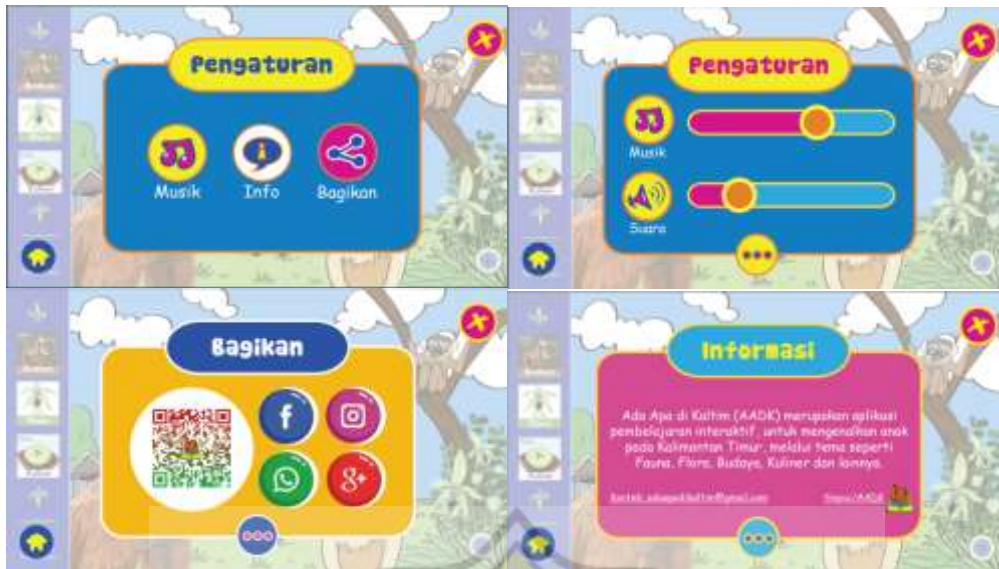 Pengaturan
Musik Info Bagikan
Pengaturan
Musik
Suara
Bagikan
Informasi
Ada Apa di Kaltim (AADK) merupakan aplikasi
pembelajaran interaktif, untuk mengenalkan anak
pada Kalimantan Timur, melalui tema seperti
Fauna, Flora, Budaya, Kuliner dan lainnya.